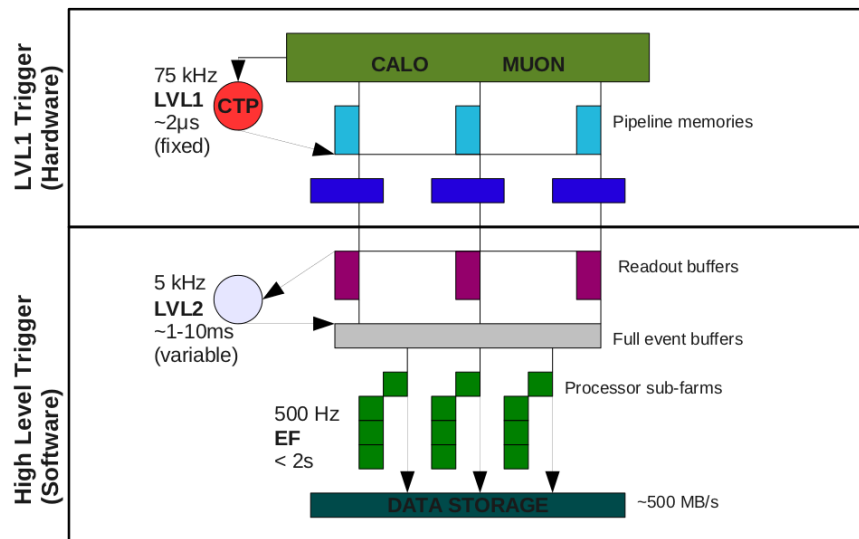 LVL1 Trigger
(Hardware)
CALO
MUON
75 kHz
LVL1
~2µs
(fixed)
CTP
Pipeline memories
High Level Trigger
(Software)
5 kHz
LVL2
~1-10ms
(variable)
Readout buffers
Full event buffers
Processor sub-farms
500 Hz
EF
< 2s
DATA STORAGE
~500 MB/s